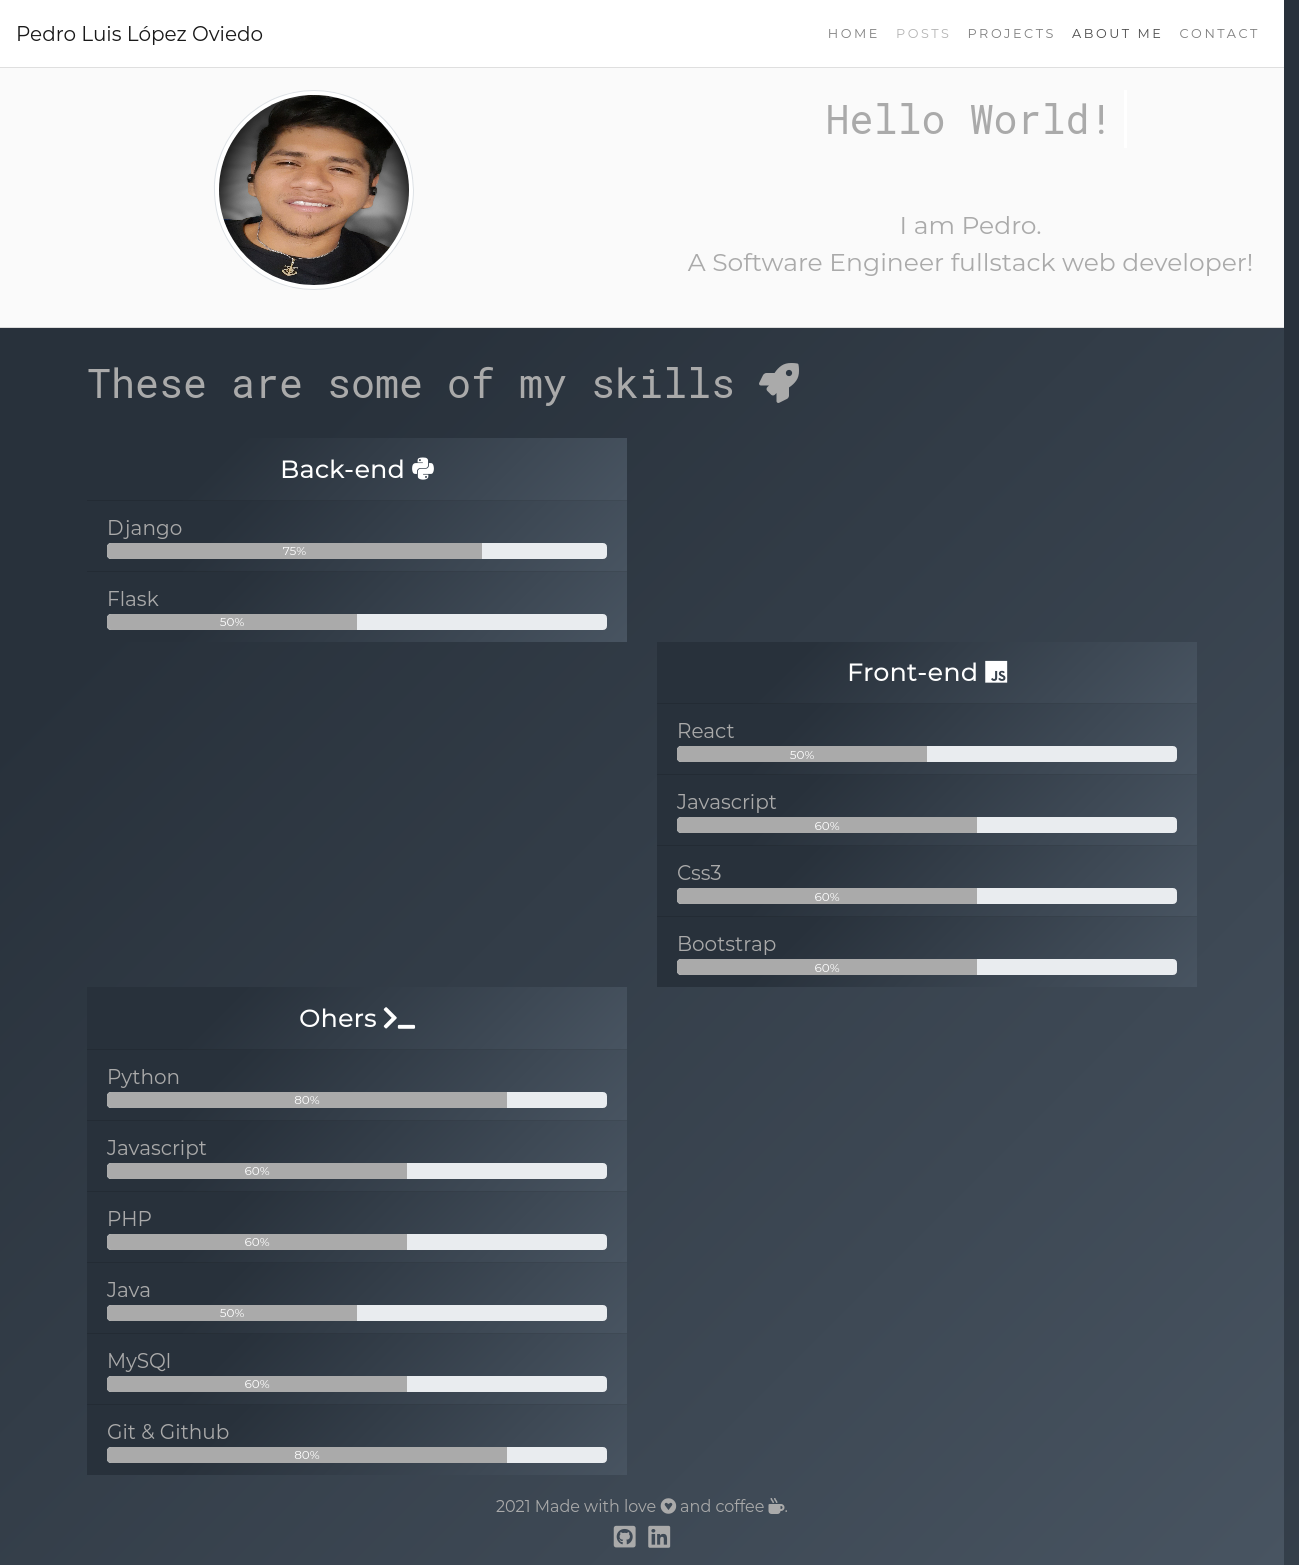 Pedro Luis López Oviedo
HOME POSTS PROJECTS ABOUT ME CONTACT
Hello World!
I am Pedro.
A Software Engineer fullstack web developer!
These are some of my skills
Back-end
Django
75%
Flask
50%
Front-end
JS
React
50%
Javascript
60%
Css3
60%
Bootstrap
60%
Ohers
Python
80%
Javascript
60%
PHP
60%
Java
50%
MySQl
60%
Git & Github
80%
2021 Made with love and coffee .
in